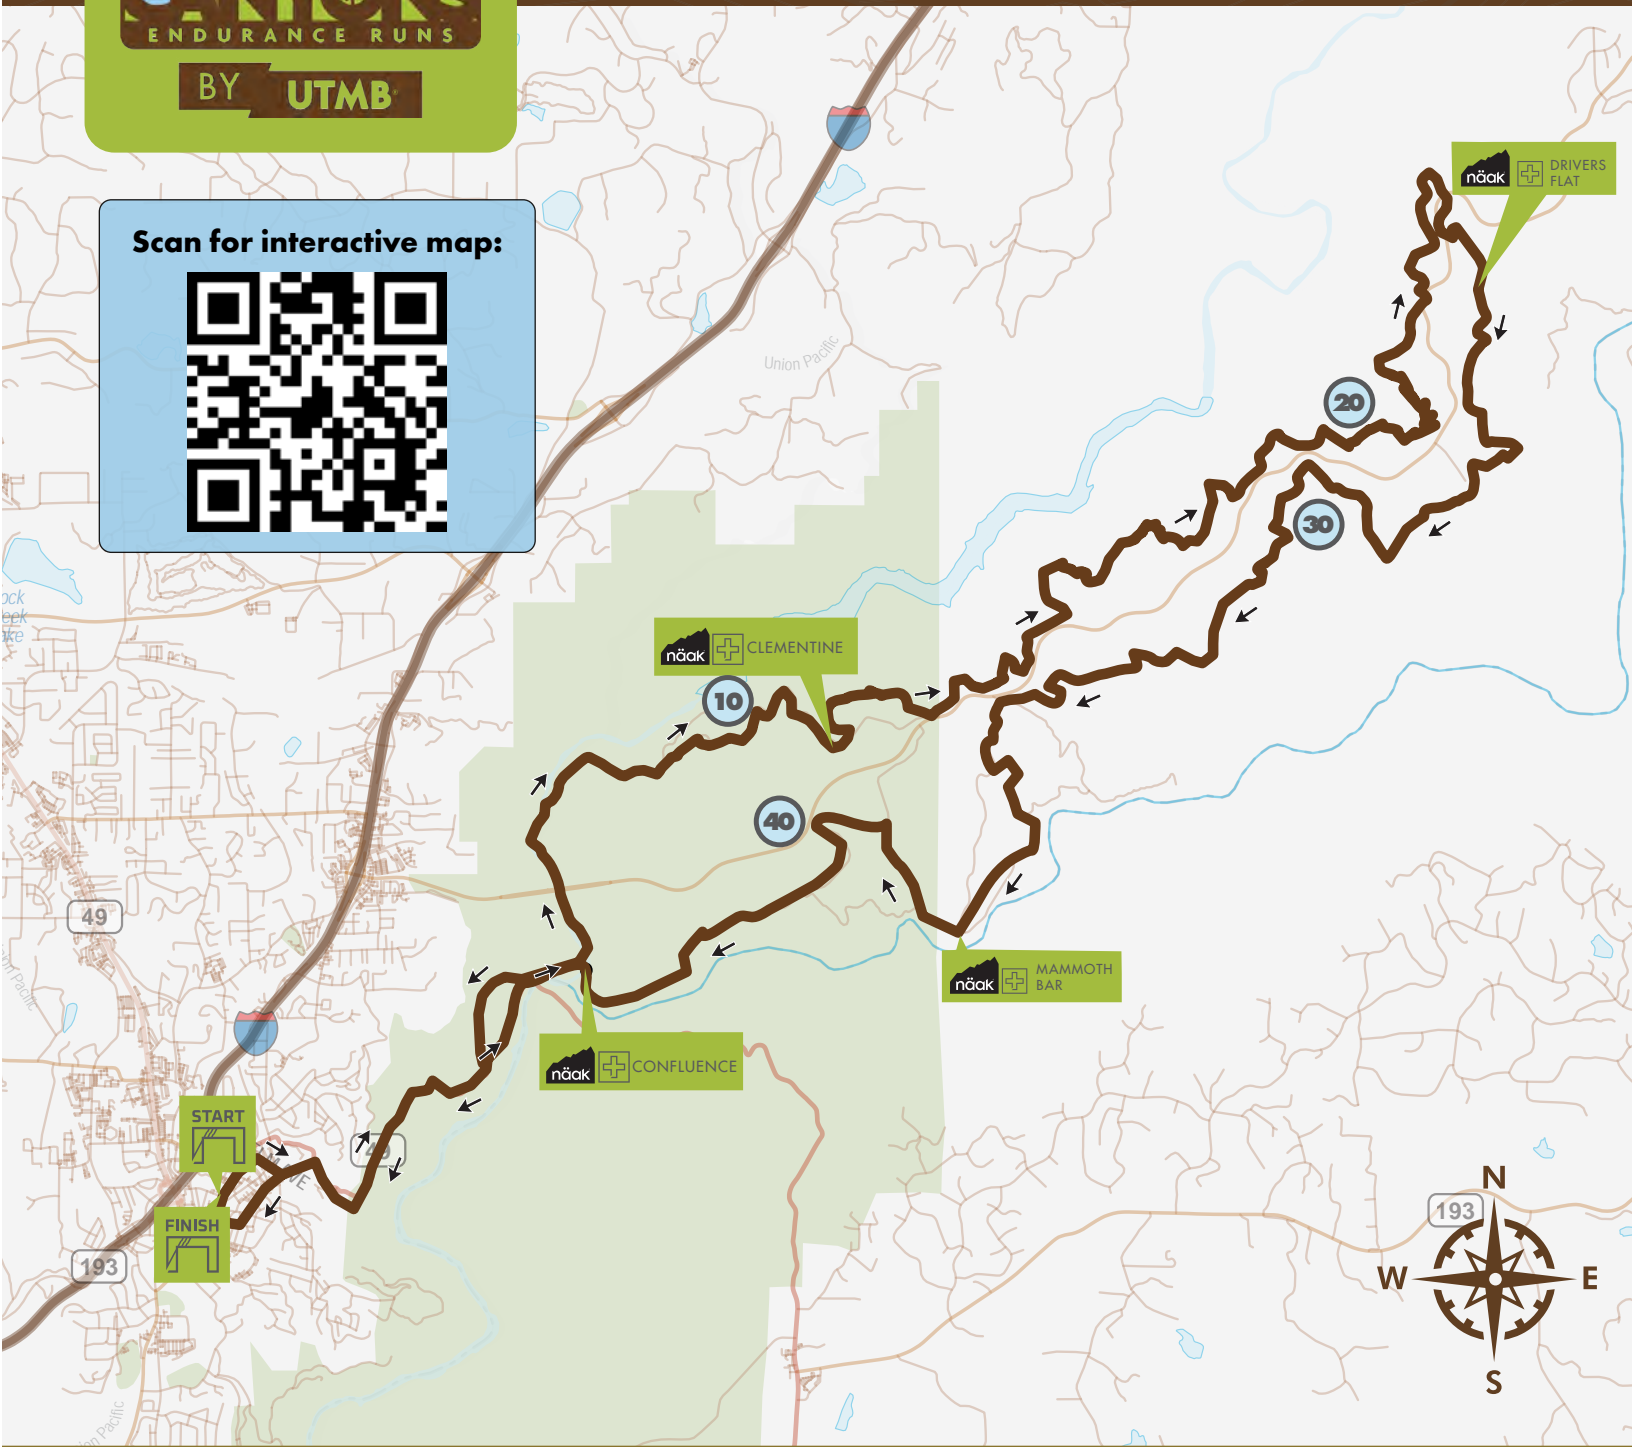 ENDURANCE RUNS
BY UTMB
Scan for interactive map:
DRIVERS
FLAT
näak
Union Pacific
20
30
näak
CLEMENTINE
10
40
49
näak
MAMMOTH
BAR
näak
CONFLUENCE
START
49
FINISH
193
N
193
W
E
S